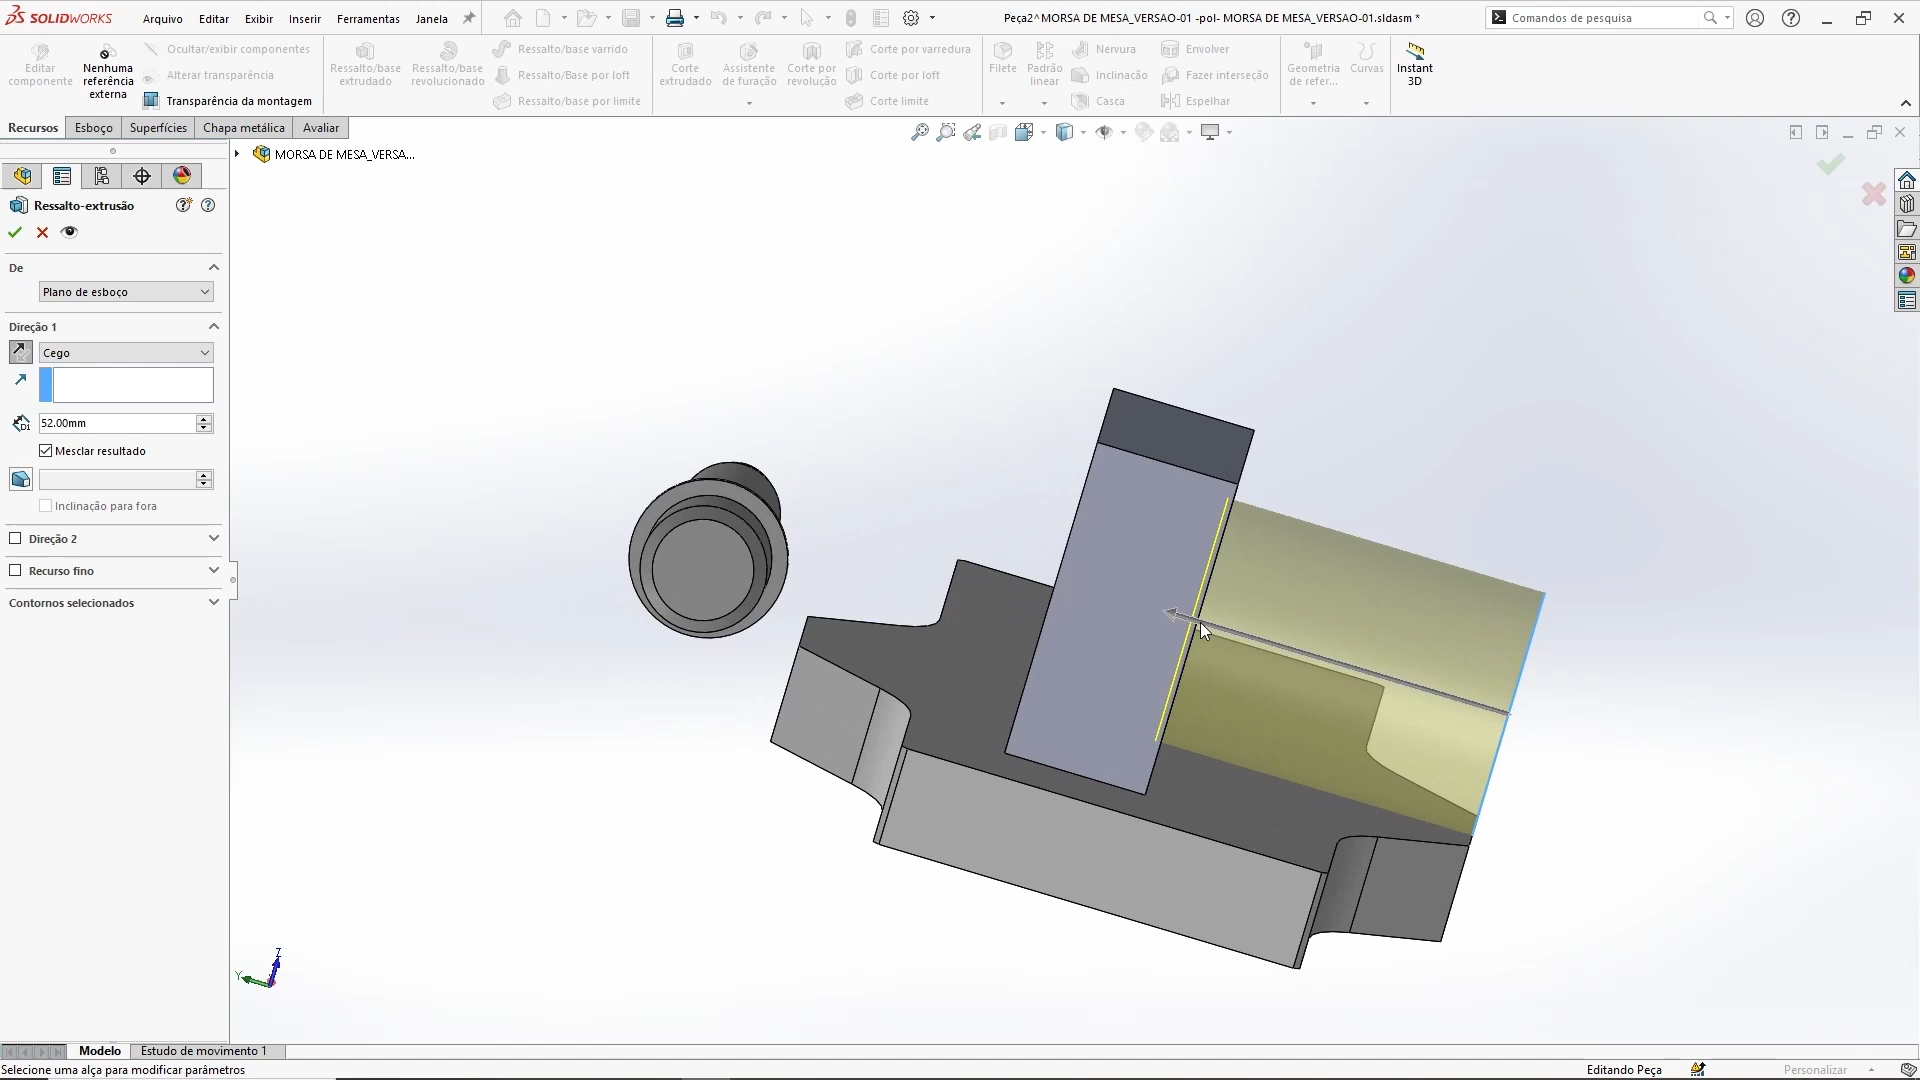 SOLIDWORKS
Arquivo Editar Exibir Inserir Ferramentas Janela
Peça2^MORSA DE MESA_VERSAO-01 -pol- MORSA DE MESA_VERSAO-01.sldasm *
Comandos de pesquisa
Editar componente
Nenhuma referência externa
Ocultar/exibir componentes
Alterar transparência
Transparência da montagem
Ressalto/base extrudado
Ressalto/base revolucionado
Ressalto/base varrido
Ressalto/Base por loft
Ressalto/base por limite
Corte extrudado
Assistente de furação
Corte por revolução
Corte por varredura
Corte por loft
Corte limite
Filete
Padrão linear
Nervura
Inclinação
Casca
Envolver
Fazer interseção
Espelhar
Geometria de refer...
Curvas
Instant 3D
Recursos Esboço Superfícies Chapa metálica Avaliar
MORSA DE MESA_VERSA...
Ressalto-extrusão
De
Plano de esboço
Direção 1
Cego
D1
52.00mm
Mesclar resultado
Inclinação para fora
Direção 2
Recurso fino
Contornos selecionados
Z
Y
Modelo Estudo de movimento 1
Selecione uma alça para modificar parâmetros
Editando Peça
Personalizar